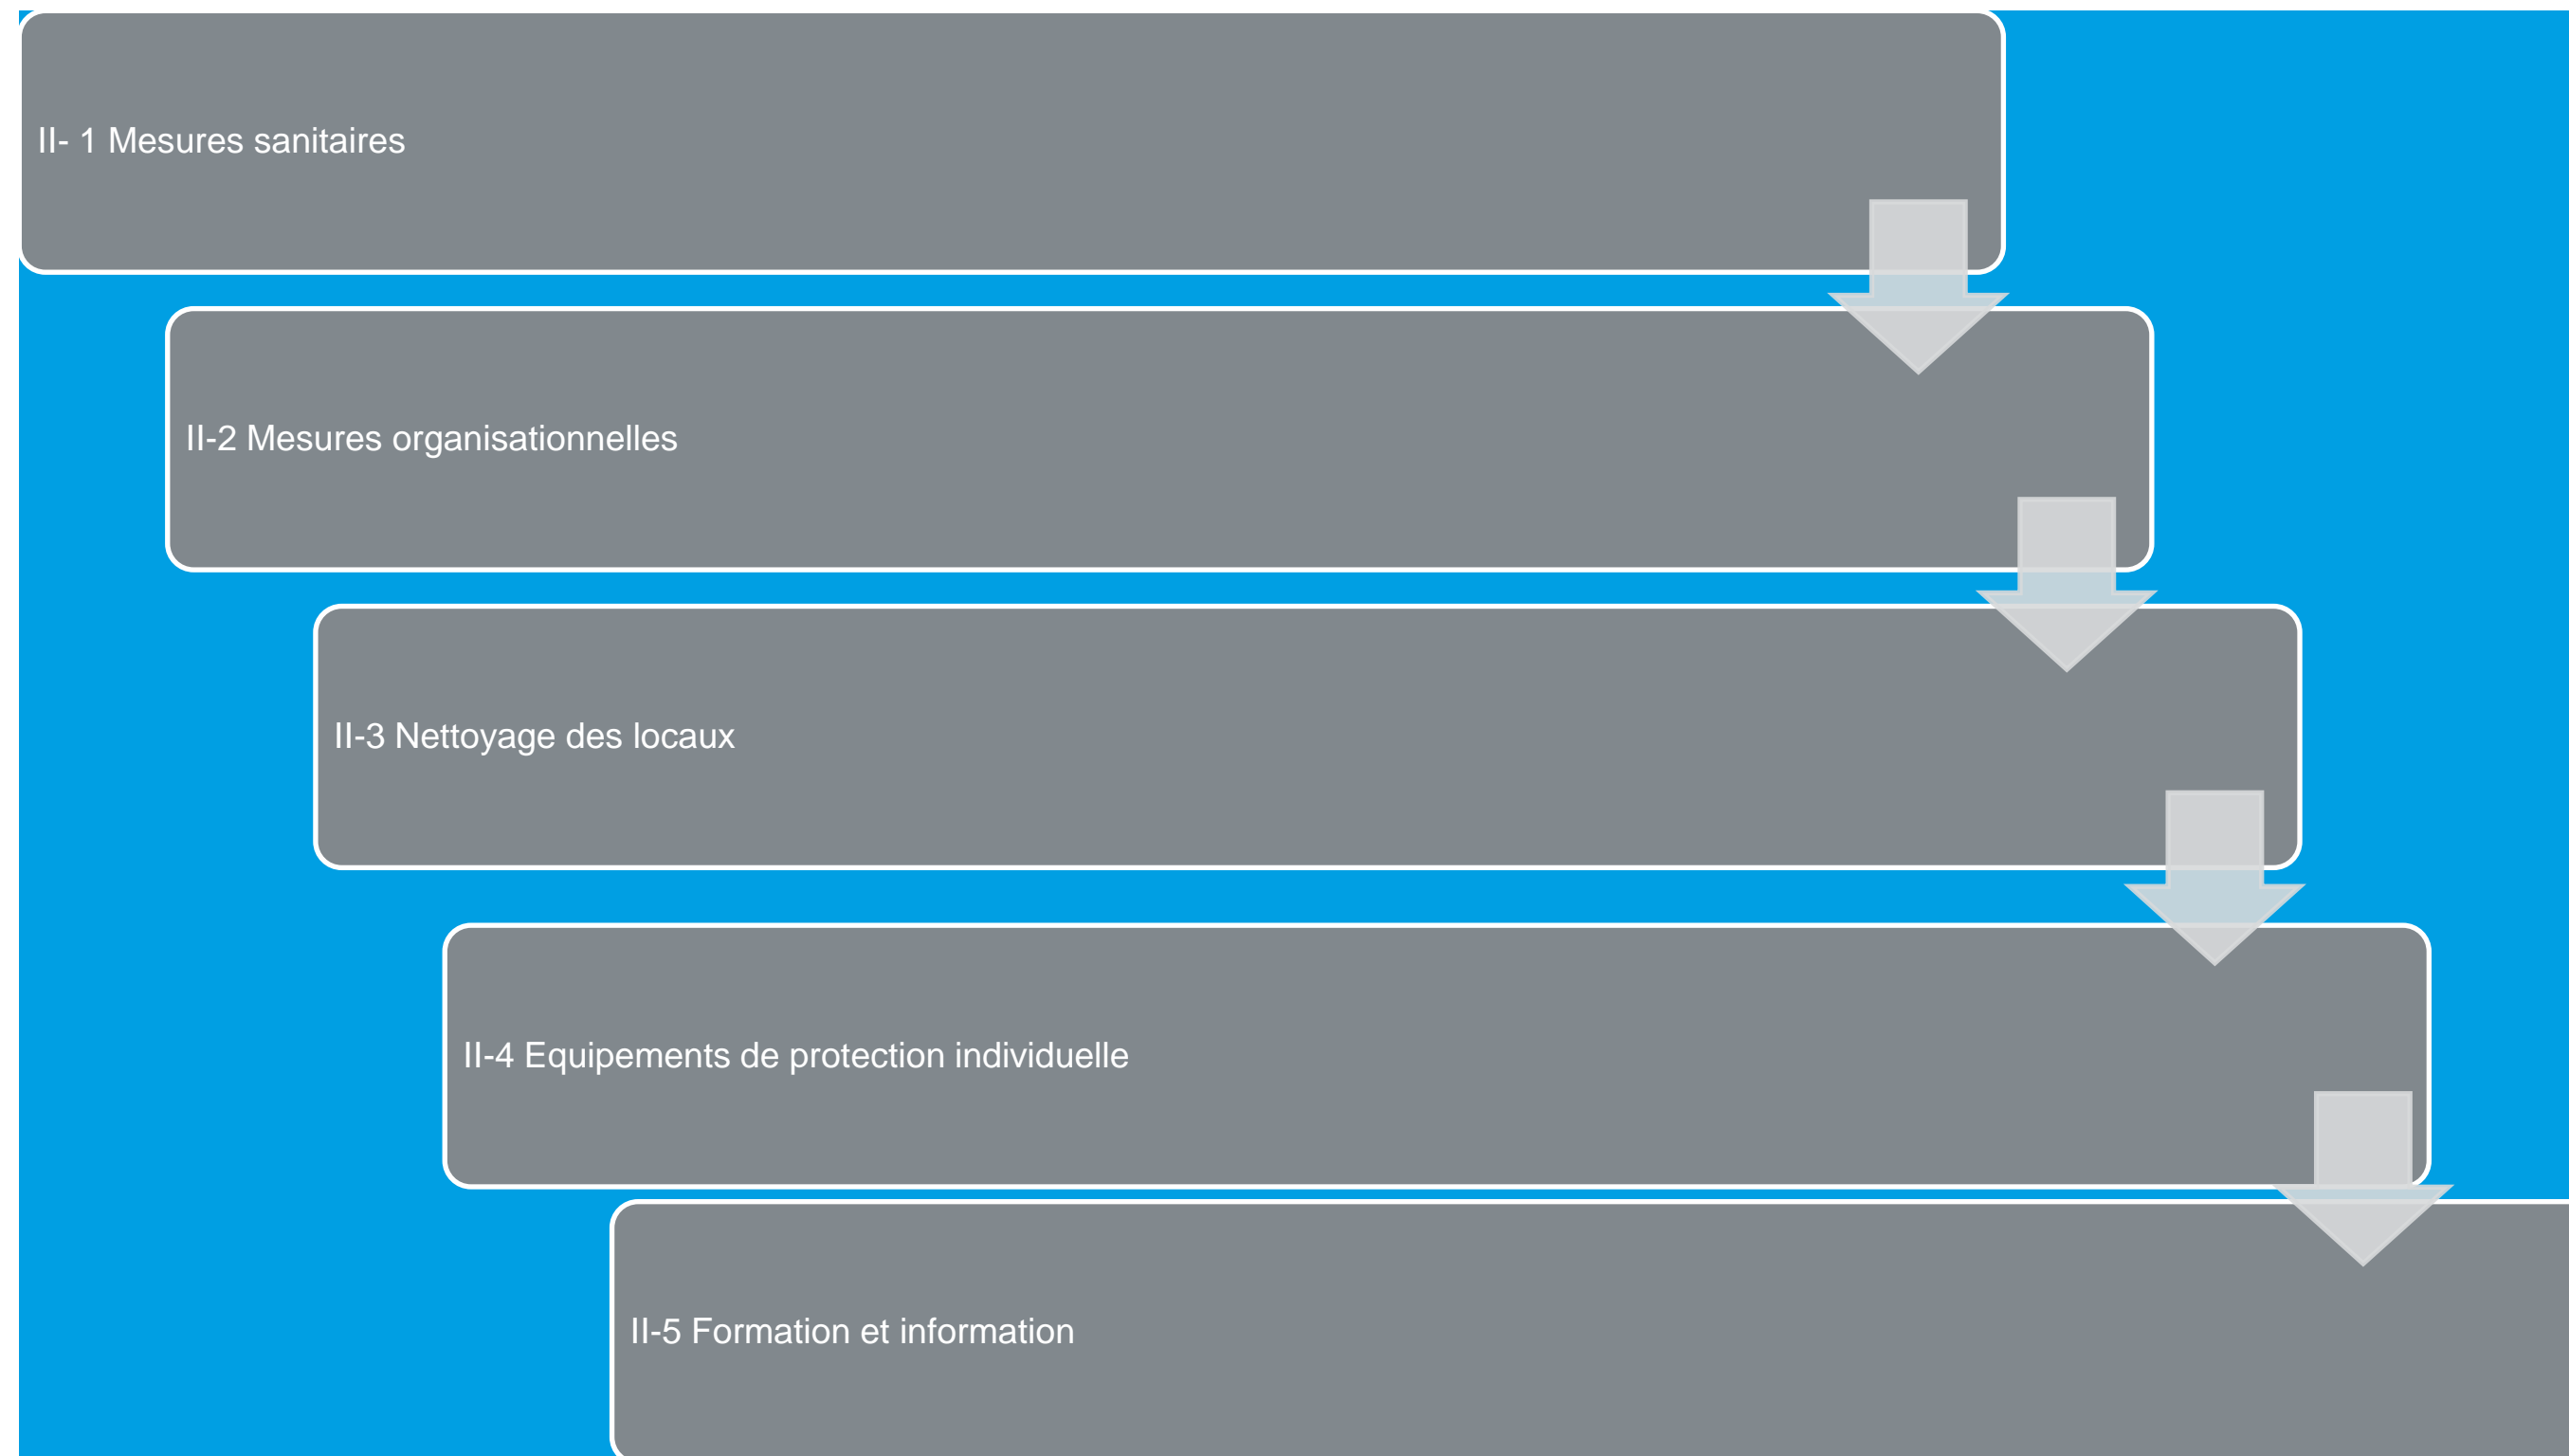 II- 1 Mesures sanitaires
II-2 Mesures organisationnelles
II-3 Nettoyage des locaux
II-4 Equipements de protection individuelle
II-5 Formation et information